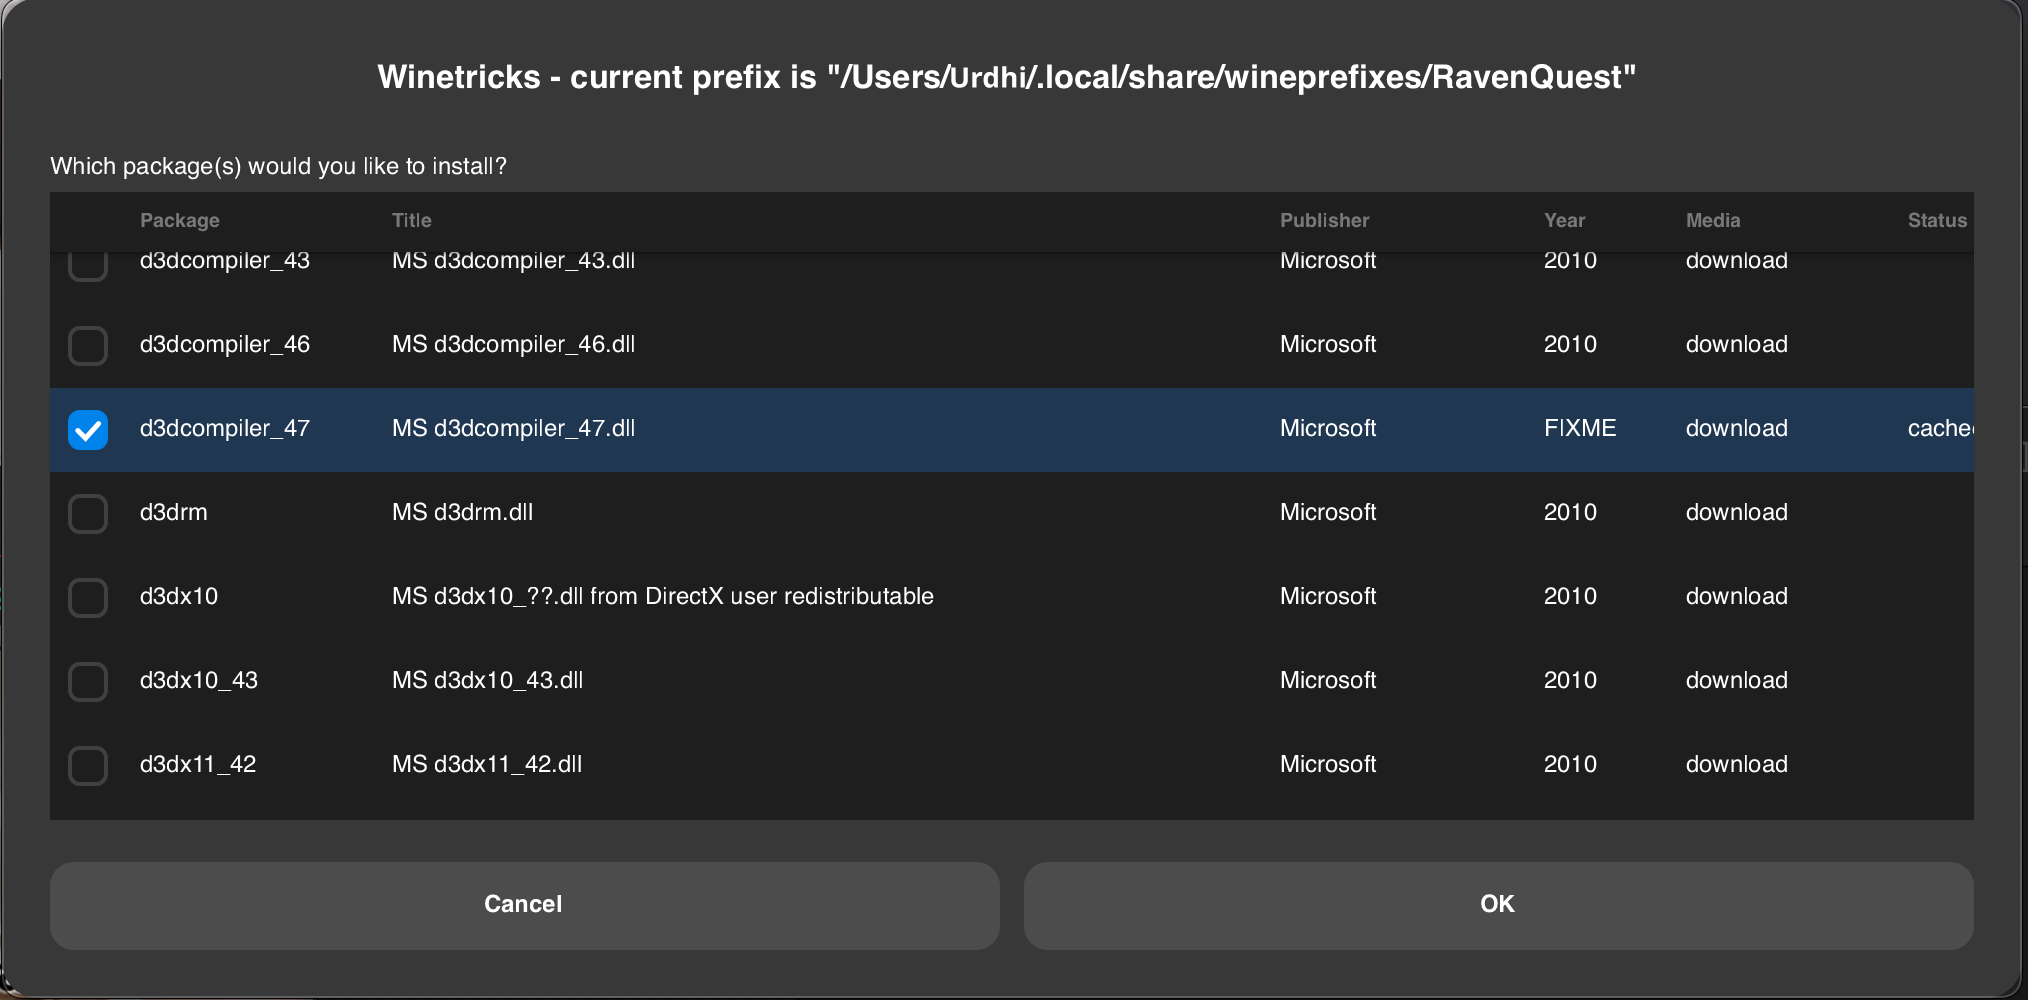 Winetricks - current prefix is "/Users/Urdhi/.local/share/wineprefixes/RavenQuest"
Which package(s) would you like to install?
Package Title Publisher Year Media Status
d3dcompiler_43 MS d3dcompiler_43.dll Microsoft 2010 download
d3dcompiler_46 MS d3dcompiler_46.dll Microsoft 2010 download
d3dcompiler_47 MS d3dcompiler_47.dll Microsoft FIXME download
d3drm MS d3drm.dll Microsoft 2010 download
d3dx10 MS d3dx10_??.dll from DirectX user redistributable Microsoft 2010 download
d3dx10_43 MS d3dx10_43.dll Microsoft 2010 download
d3dx11_42 MS d3dx11_42.dll Microsoft 2010 download
Cancel OK